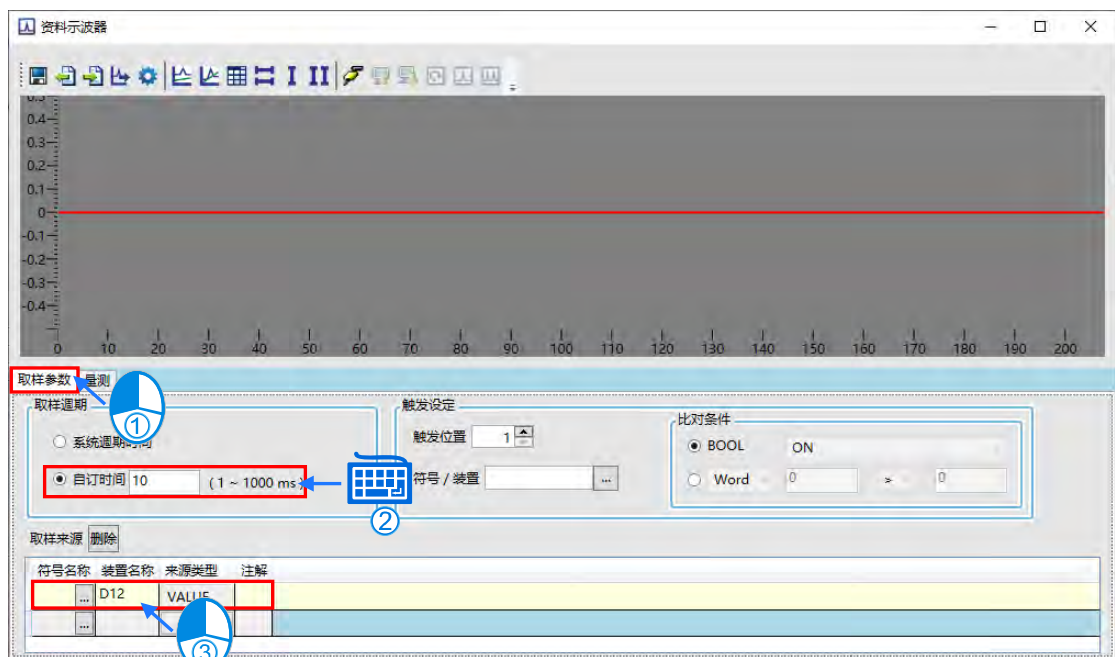 资料示波器
0.5
0.4
0.3
0.2
0.1
0
-0.1
-0.2
-0.3
-0.4
0 10 20 30 40 50 60 70 80 90 100 110 120 130 140 150 160 170 180 190 200
取样参数 量测
①
取样週期
系统週期时间
自订时间 10 ( 1 ~ 1000 ms )
②
触发设定
触发位置 1
符号 / 装置 ...
比对条件
BOOL ON
Word 0 > 0
取样来源 删除
符号名称 装置名称 来源类型 注解
... D12 VALUE
...
③